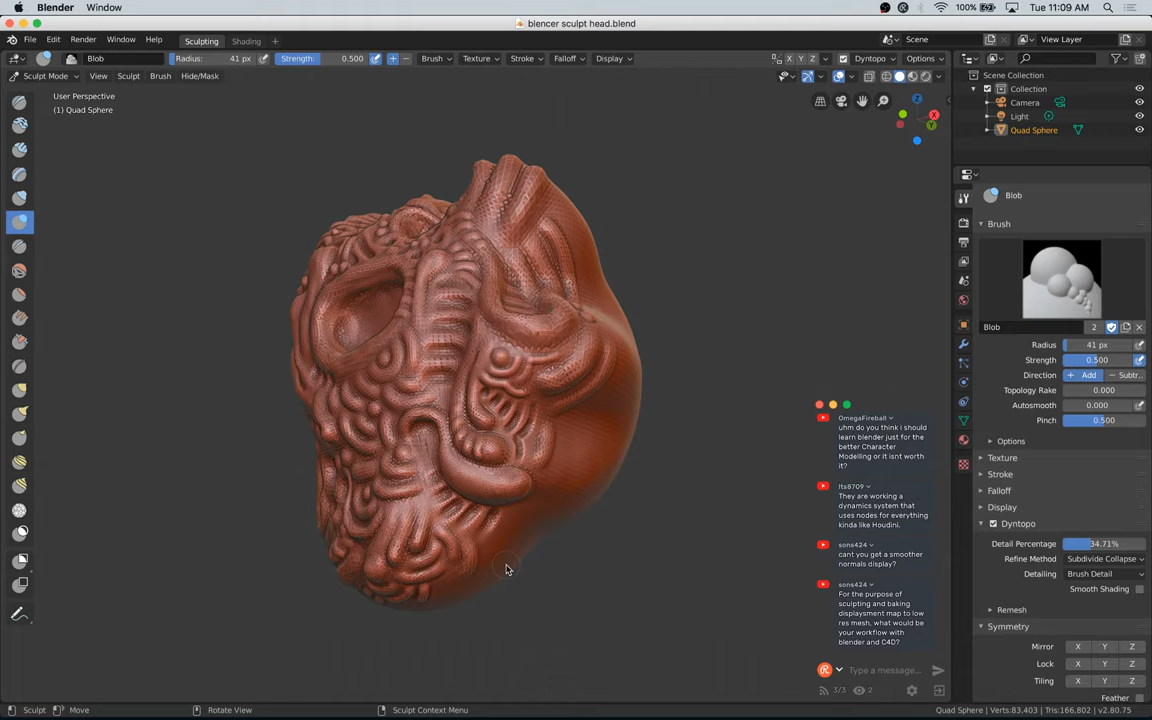 Blender Window 100% Tue 11:09 AM
blencer sculpt head.blend
File Edit Render Window Help Sculpting Shading + Scene View Layer
Blob Radius: 41 px Strength: 0.500 Brush Texture Stroke Falloff Display X Y Z Dyntopo Options
Sculpt Mode View Sculpt Brush Hide/Mask
User Perspective
(1) Quad Sphere
Scene Collection
Collection
Camera
Light
Quad Sphere
Z
X
Y
Blob
Brush
Blob 2
Radius 41 px
Strength 0.500
Direction + Add − Subtr..
Topology Rake 0.000
Autosmooth 0.000
Pinch 0.500
Options
Texture
Stroke
Falloff
Display
Dyntopo
Detail Percentage 34.71%
Refine Method Subdivide Collapse
Detailing Brush Detail
Smooth Shading
Remesh
Symmetry
Mirror X Y Z
Lock X Y Z
Tiling X Y Z
Feather
OmegaFireball
uhm do you think I should
learn blender just for the
better Character
Modelling or it isnt worth
it?
Its8709
They are working a
dynamics system that
uses nodes for everything
kinda like Houdini.
sons424
cant you get a smoother
normals display?
sons424
For the purpose of
sculpting and baking
displaysment map to low
res mesh, what would be
your workflow with
blender and C4D?
Type a message...
3/3 2
Sculpt Move Rotate View Sculpt Context Menu Quad Sphere | Verts:83,403 | Tris:166,802 | v2.80.75